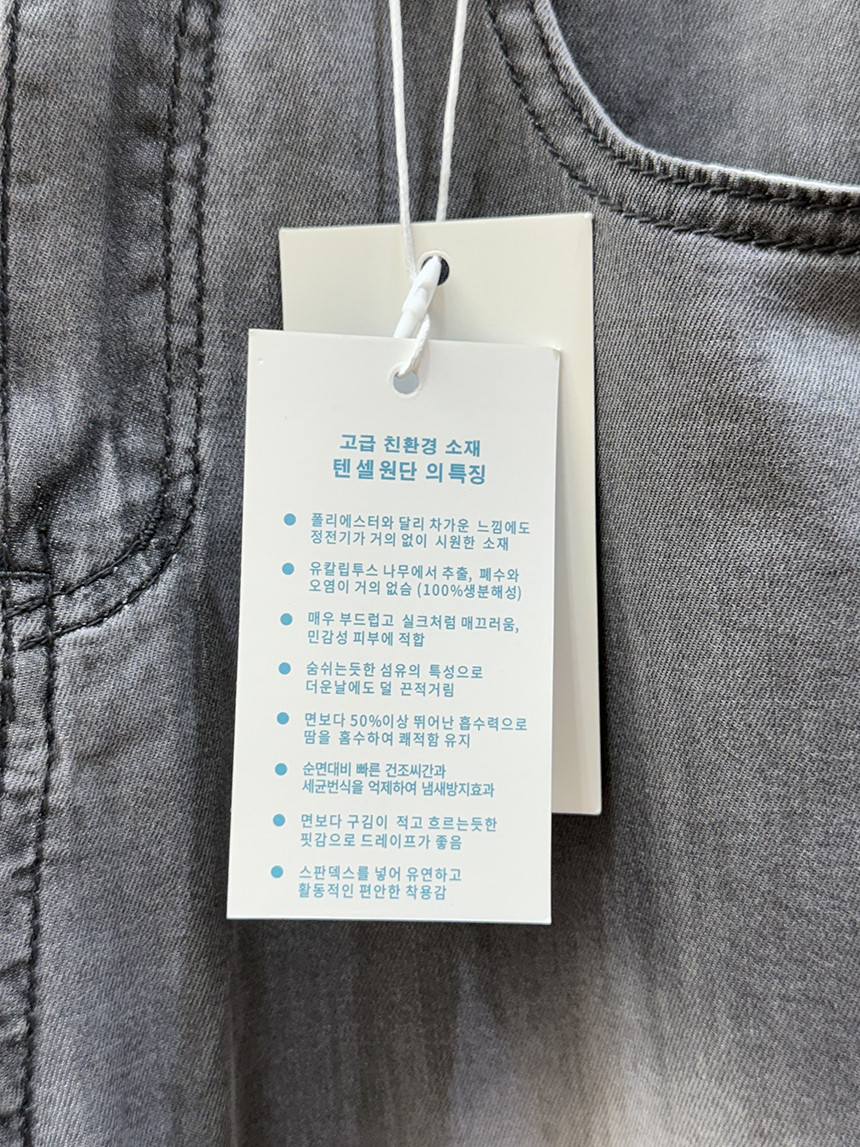 고급 친환경 소재
텐셀원단 의특징
폴리에스터와 달리 차가운 느낌에도
정전기가 거의 없이 시원한 소재
유칼립투스 나무에서 추출, 폐수와
오염이 거의 없슴 (100%생분해성)
매우 부드럽고 실크처럼 매끄러움,
민감성 피부에 적합
숨쉬는듯한 섬유의 특성으로
더운날에도 덜 끈적거림
면보다 50%이상 뛰어난 흡수력으로
땀을 흡수하여 쾌적함 유지
순면대비 빠른 건조씨간과
세균번식을 억제하여 냄새방지효과
면보다 구김이 적고 흐르는듯한
핏감으로 드레이프가 좋음
스판덱스를 넣어 유연하고
활동적인 편안한 착용감